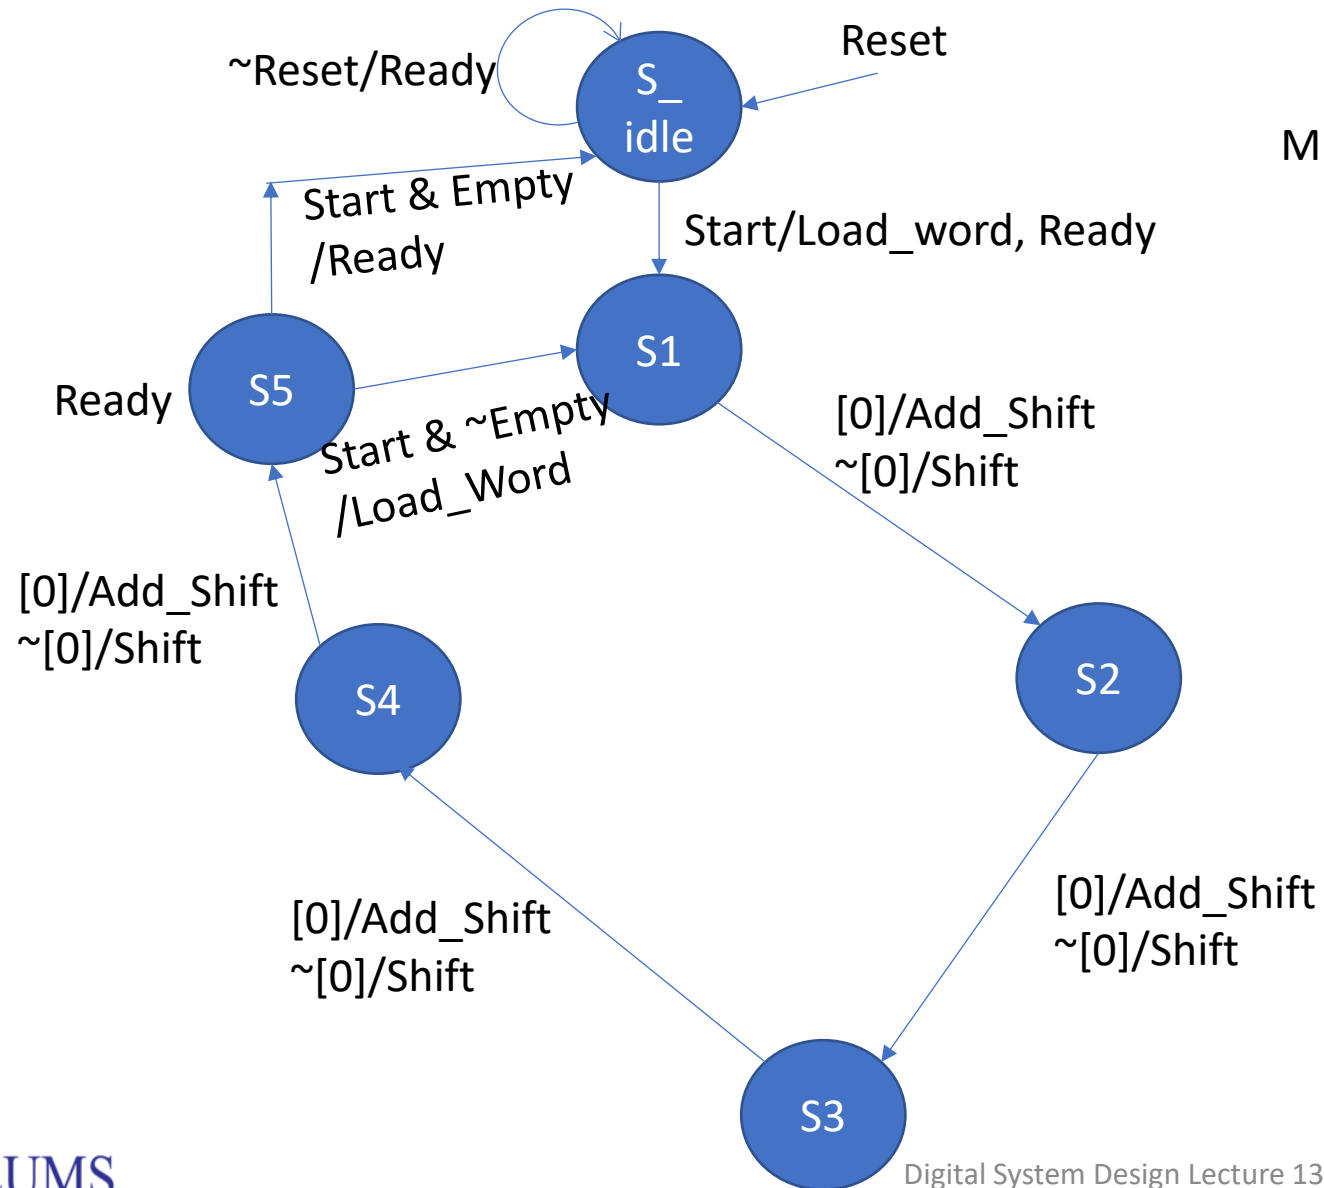 Reset
~Reset/Ready
S_
idle
M
Start & Empty
/Ready
Start/Load_word, Ready
S1
Ready
S5
Start & ~Empty
/Load_Word
[0]/Add_Shift
~[0]/Shift
[0]/Add_Shift
~[0]/Shift
S4
S2
[0]/Add_Shift
~[0]/Shift
[0]/Add_Shift
~[0]/Shift
S3
LUMS
Digital System Design Lecture 13